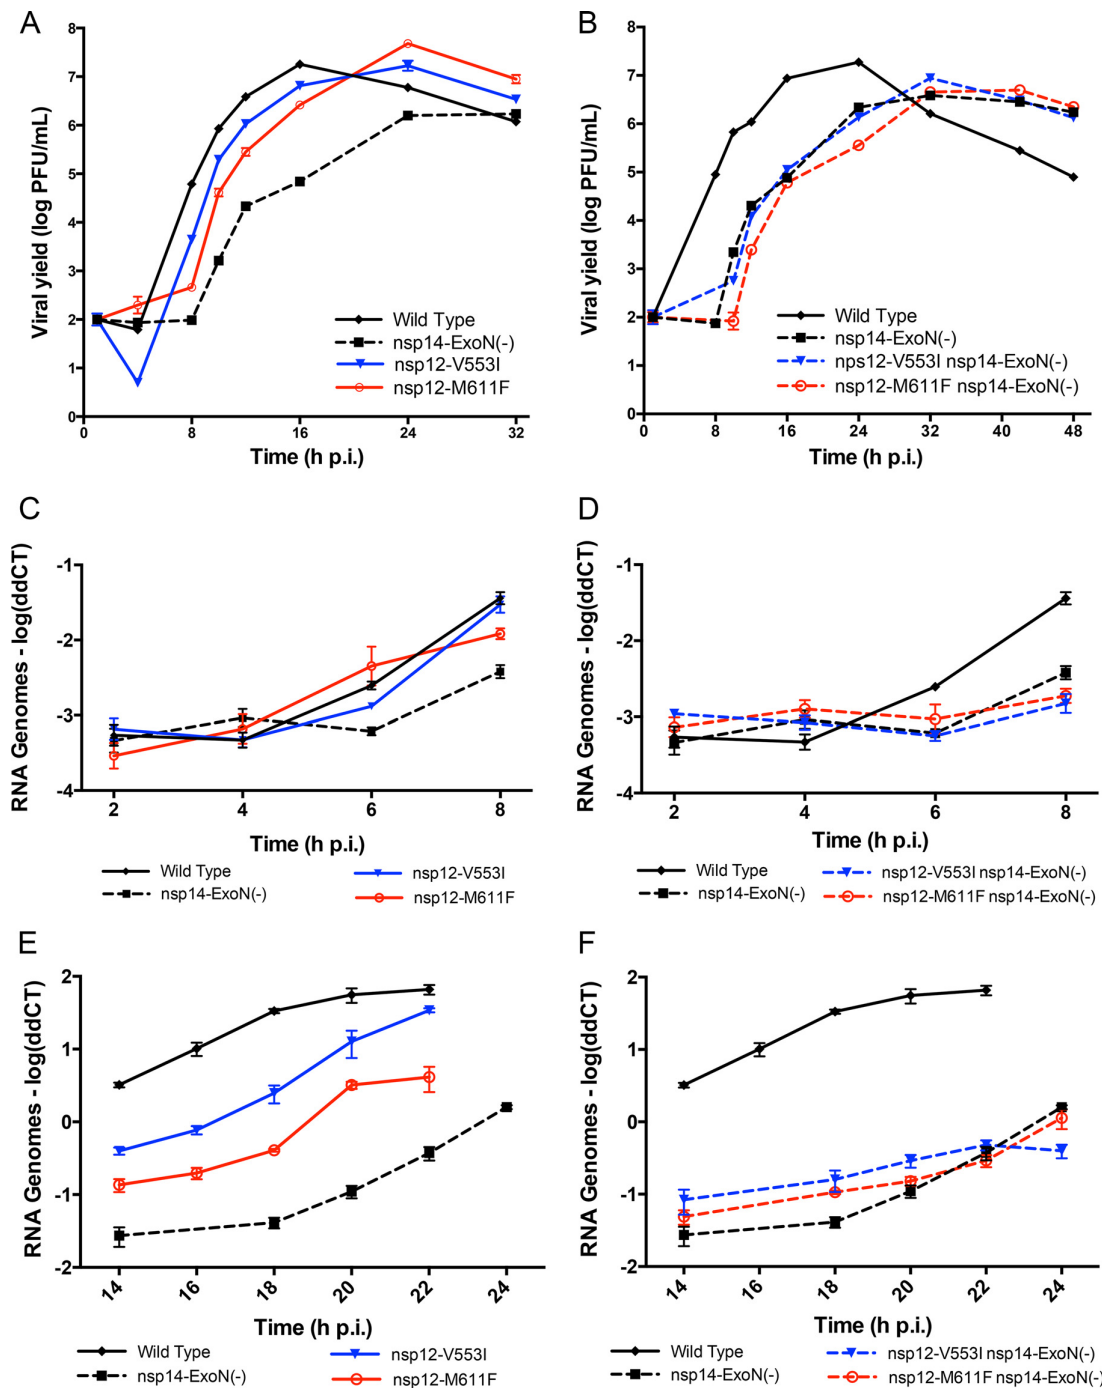 A
Viral yield (log PFU/mL)
8
7
6
5
4
3
2
1
0
0 8 16 24 32
Time (h p.i.)
Wild Type
nsp14-ExoN(-)
nsp12-V553I
nsp12-M611F
B
Viral yield (log PFU/mL)
8
7
6
5
4
3
2
1
0
0 8 16 24 32 40 48
Time (h p.i.)
Wild Type
nsp14-ExoN(-)
nps12-V553I nsp14-ExoN(-)
nsp12-M611F nsp14-ExoN(-)
C
RNA Genomes - log(ddCT)
-1
-2
-3
-4
2 4 6 8
Time (h p.i.)
Wild Type
nsp14-ExoN(-)
nsp12-V553I
nsp12-M611F
D
RNA Genomes - log(ddCT)
-1
-2
-3
-4
2 4 6 8
Time (h p.i.)
Wild Type
nsp14-ExoN(-)
nsp12-V553I nsp14-ExoN(-)
nsp12-M611F nsp14-ExoN(-)
E
RNA Genomes - log(ddCT)
2
1
0
-1
-2
14 16 18 20 22 24
Time (h p.i.)
Wild Type
nsp14-ExoN(-)
nsp12-V553I
nsp12-M611F
F
RNA Genomes - log(ddCT)
2
1
0
-1
-2
14 16 18 20 22 24
Time (h p.i.)
Wild Type
nsp14-ExoN(-)
nsp12-V553I nsp14-ExoN(-)
nsp12-M611F nsp14-ExoN(-)